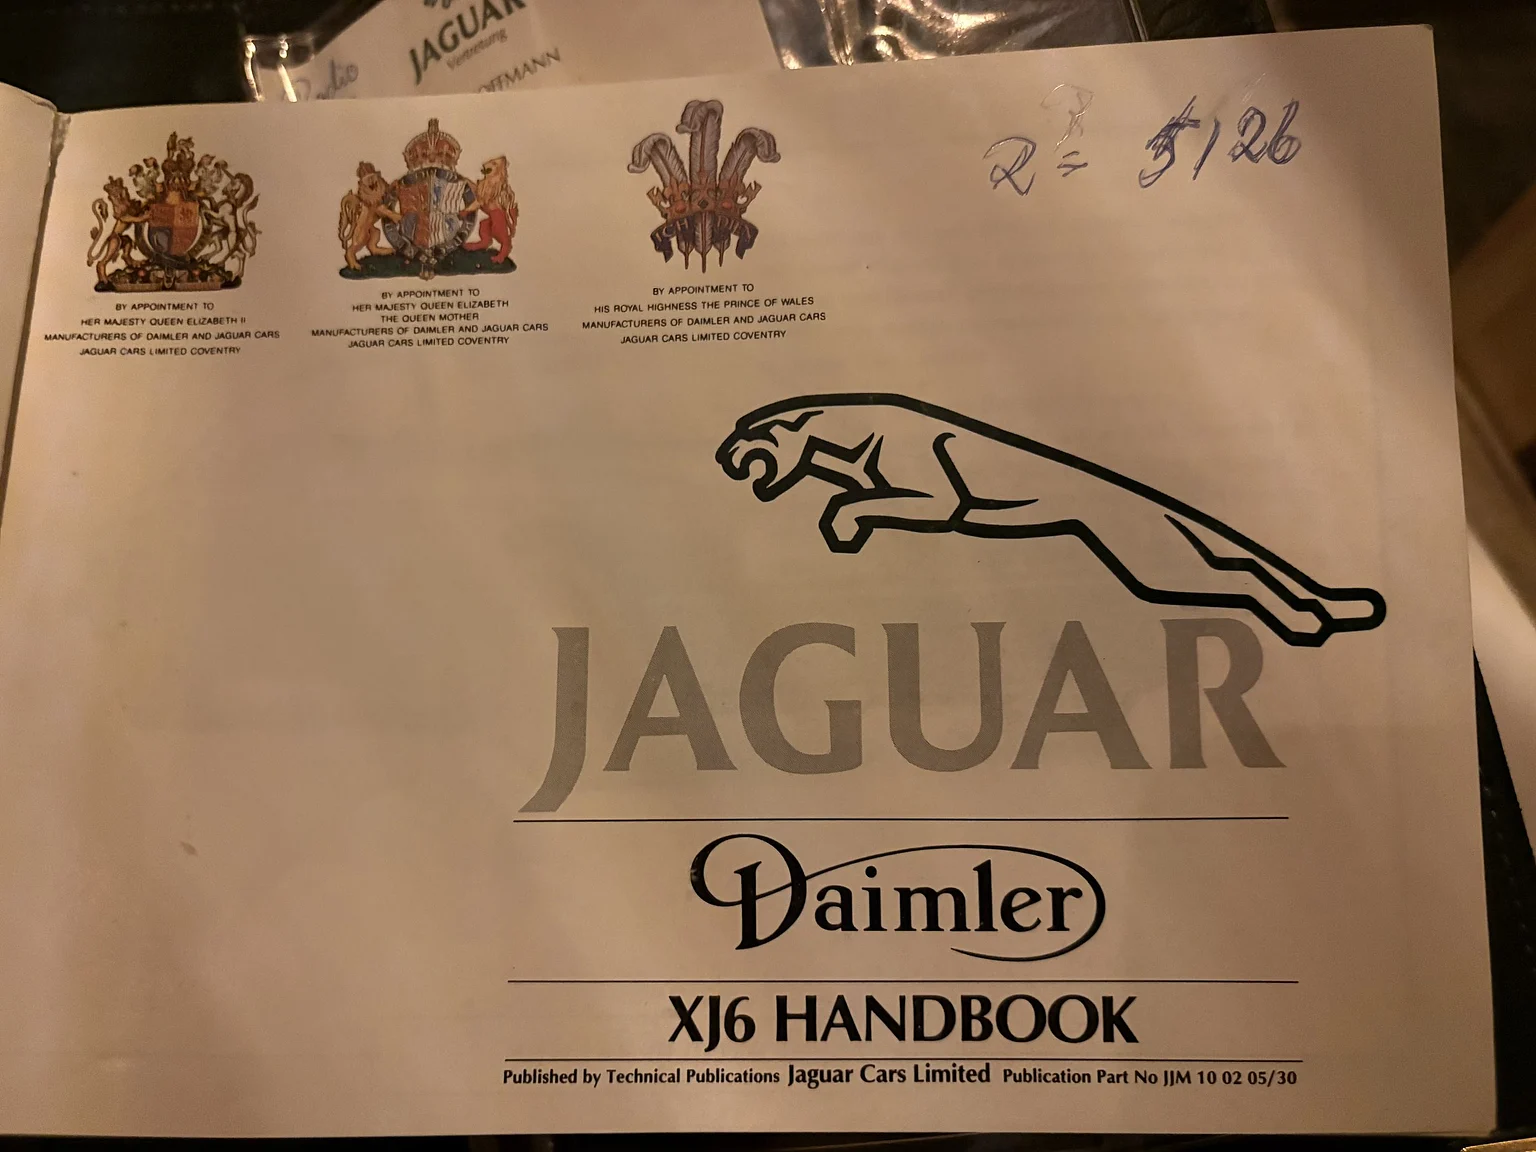 JAGUAR
Vertretung
Radio
OFFMANN
R = 5126
BY APPOINTMENT TO
HER MAJESTY QUEEN ELIZABETH II
MANUFACTURERS OF DAIMLER AND JAGUAR CARS
JAGUAR CARS LIMITED COVENTRY
BY APPOINTMENT TO
HER MAJESTY QUEEN ELIZABETH
THE QUEEN MOTHER
MANUFACTURERS OF DAIMLER AND JAGUAR CARS
JAGUAR CARS LIMITED COVENTRY
BY APPOINTMENT TO
HIS ROYAL HIGHNESS THE PRINCE OF WALES
MANUFACTURERS OF DAIMLER AND JAGUAR CARS
JAGUAR CARS LIMITED COVENTRY
JAGUAR
Daimler
XJ6 HANDBOOK
Published by Technical Publications Jaguar Cars Limited Publication Part No JJM 10 02 05/30